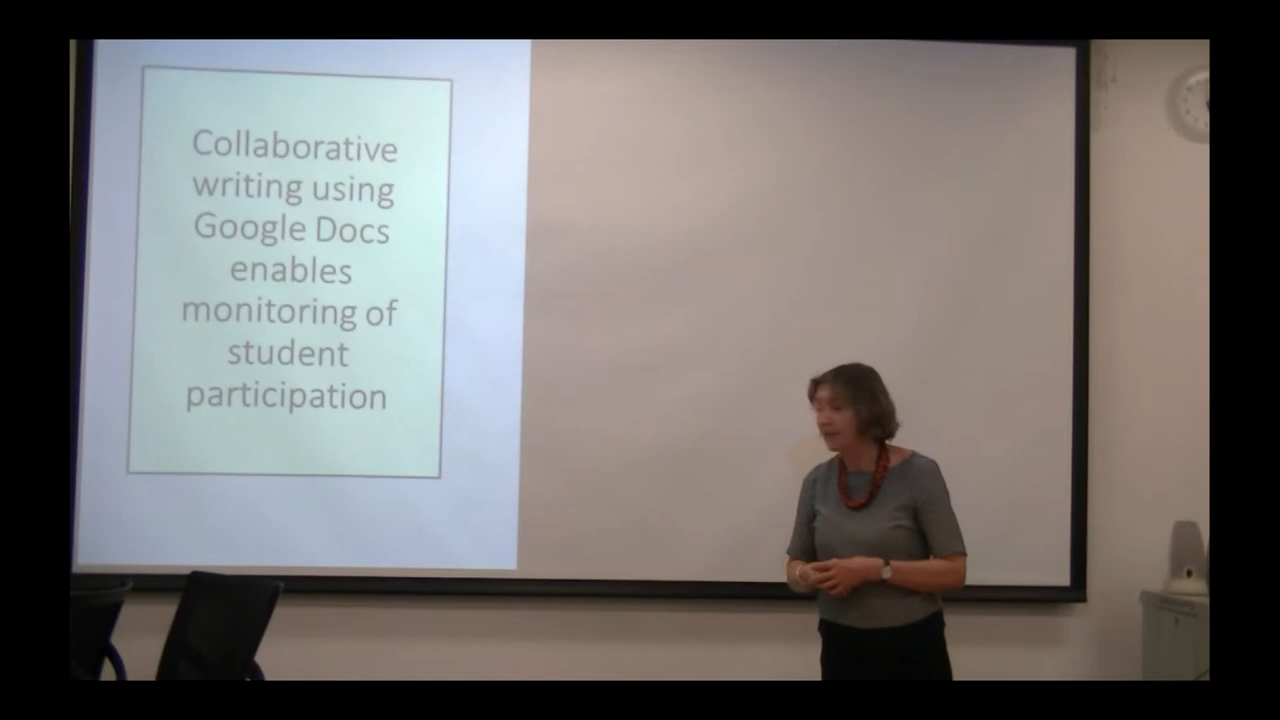 Collaborative
writing using
Google Docs
enables
monitoring of
student
participation